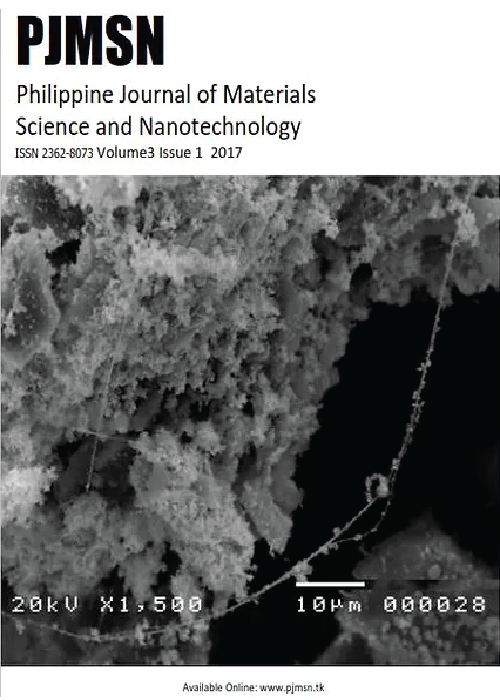 PJMSN
Philippine Journal of Materials
Science and Nanotechnology
ISSN 2362-8073 Volume3 Issue 1 2017
20kV X1,500 10µm 000028
Available Online: www.pjmsn.tk